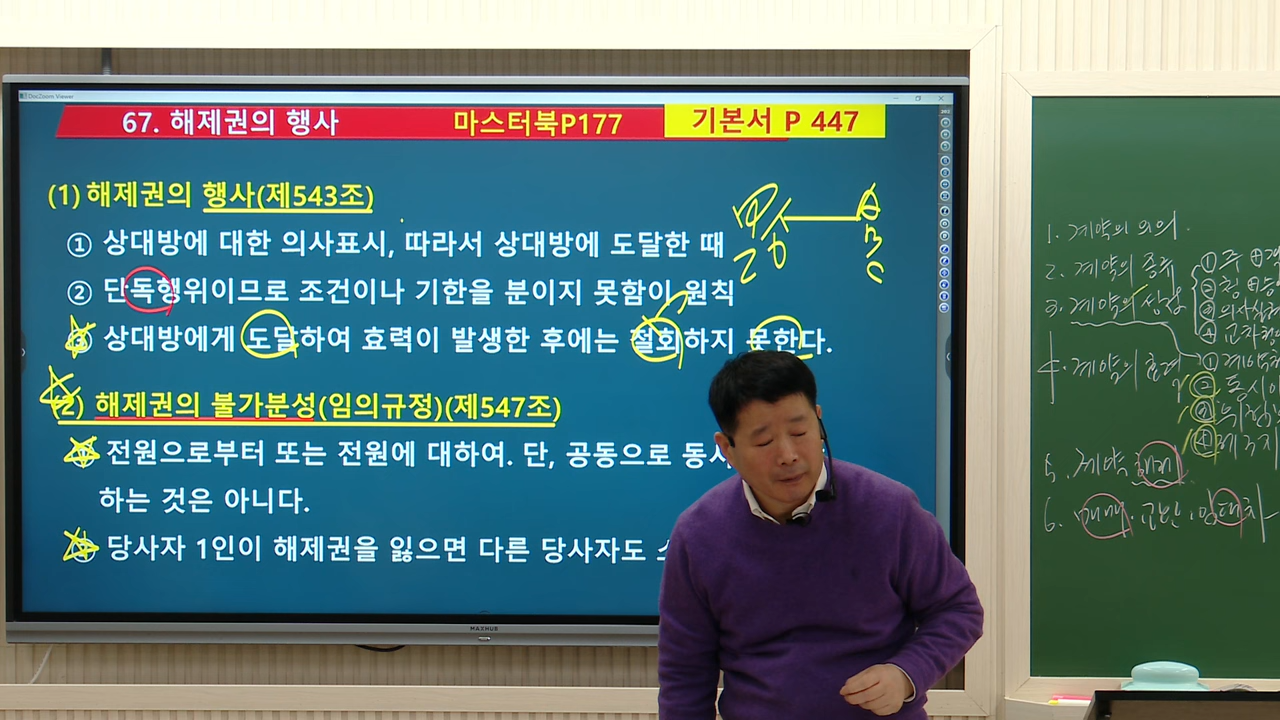 DocZoom Viewer
67. 해제권의 행사 마스터북P177 기본서 P 447
(1) 해제권의 행사(제543조)
① 상대방에 대한 의사표시, 따라서 상대방에 도달한 때
② 단독행위이므로 조건이나 기한을 붙이지 못함이 원칙
③ 상대방에게 도달하여 효력이 발생한 후에는 철회하지 못한다.
(2) 해제권의 불가분성(임의규정)(제547조)
① 전원으로부터 또는 전원에 대하여. 단, 공동으로 동시
하는 것은 아니다.
당사자 1인이 해제권을 잃으면 다른 당사자도
MAXHUB
A
B
C
1. 계약의 의의
2. 계약의 종류
3. 계약의 성립
4. 계약의 효력
5. 계약 해제
6. 매매. 교환.